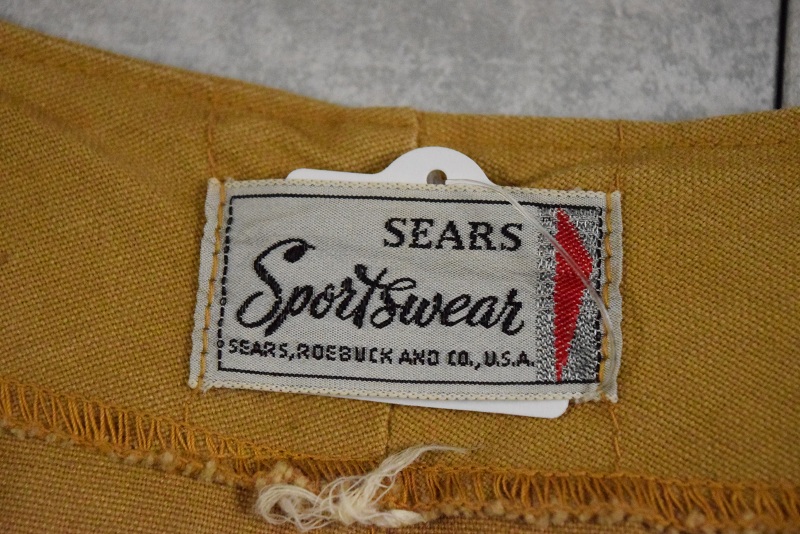 SEARS
Sportswear
SEARS, ROEBUCK AND CO., U.S.A.